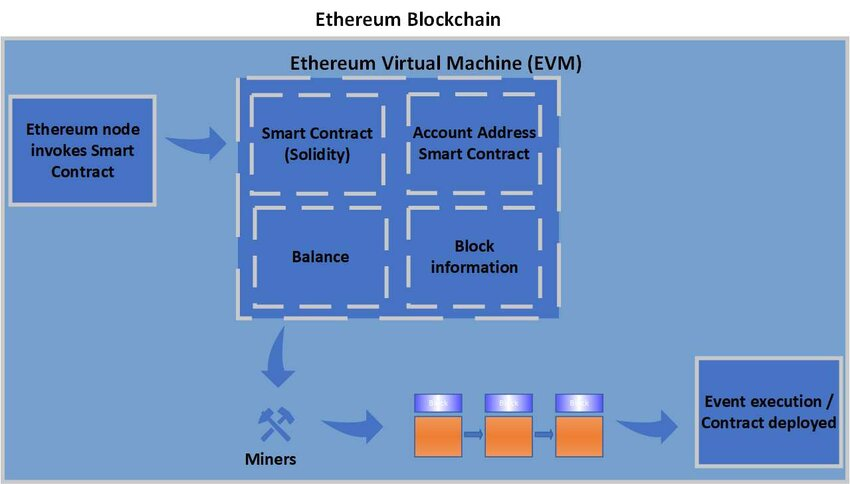 Ethereum Blockchain
Ethereum Virtual Machine (EVM)
Ethereum node
invokes Smart
Contract
Smart Contract
(Solidity)
Account Address
Smart Contract
Balance
Block
information
Miners
Block
Block
Block
Event execution /
Contract deployed